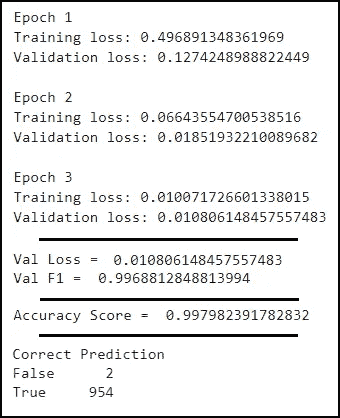 Epoch 1
Training loss: 0.496891348361969
Validation loss: 0.1274248988822449
Epoch 2
Training loss: 0.06643554700538516
Validation loss: 0.01851932210089682
Epoch 3
Training loss: 0.010071726601338015
Validation loss: 0.010806148457557483
Val Loss = 0.010806148457557483
Val F1 = 0.9968812848813994
Accuracy Score = 0.997982391782832
Correct Prediction
False 2
True 954